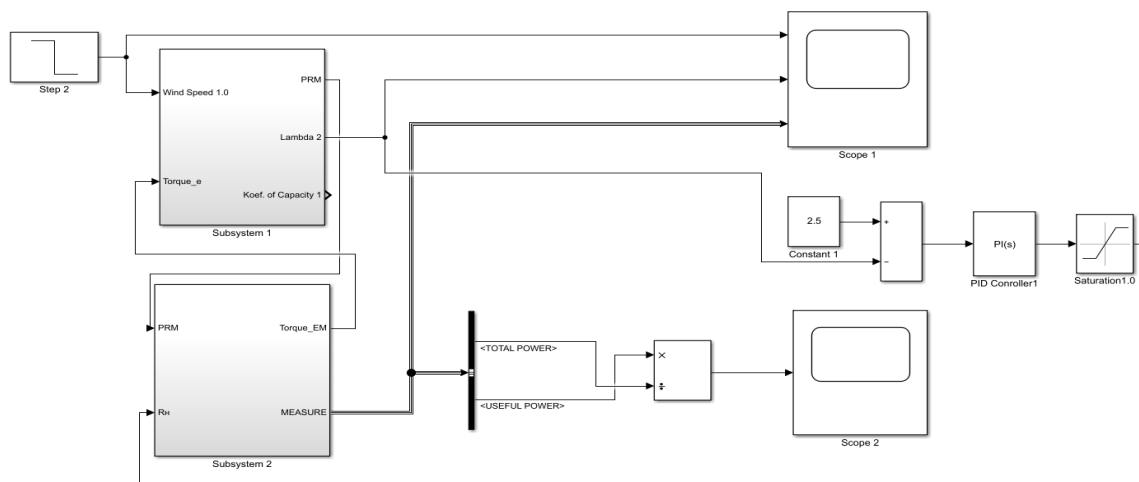 Step 2
Wind Speed 1.0
PRM
Lambda 2
Torque_e
Koef. of Capacity 1
Subsystem 1
Scope 1
2.5
Constant 1
+
−
PI(s)
PID Conroller1
Saturation1.0
PRM
Torque_EM
Rн
MEASURE
Subsystem 2
<TOTAL POWER>
<USEFUL POWER>
×
÷
Scope 2